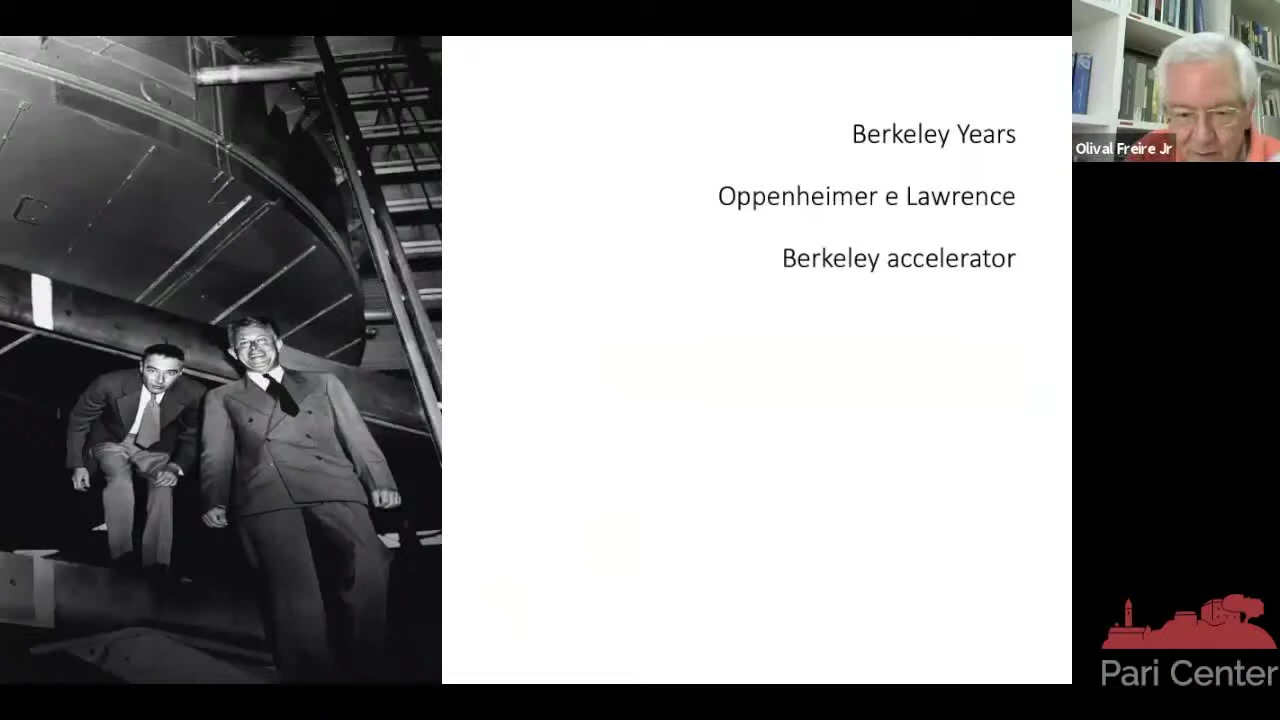 Berkeley Years
Oppenheimer e Lawrence
Berkeley accelerator
Olival Freire Jr
Pari Center